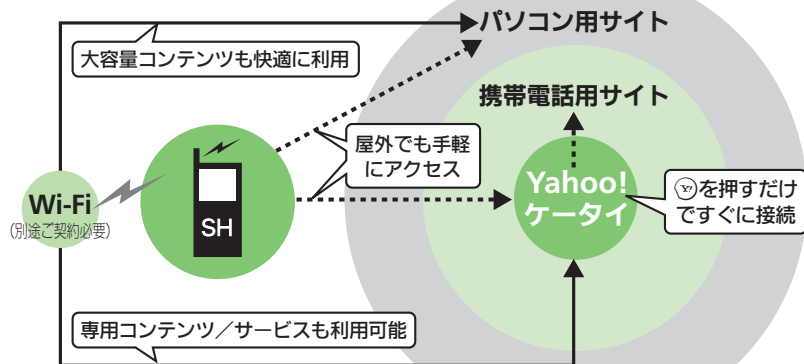 パソコン用サイト
大容量コンテンツも快適に利用
携帯電話用サイト
屋外でも手軽
にアクセス
Yahoo!
ケータイ
Y!を押すだけ
ですぐに接続
Wi-Fi
(別途ご契約必要)
SH
専用コンテンツ／サービスも利用可能